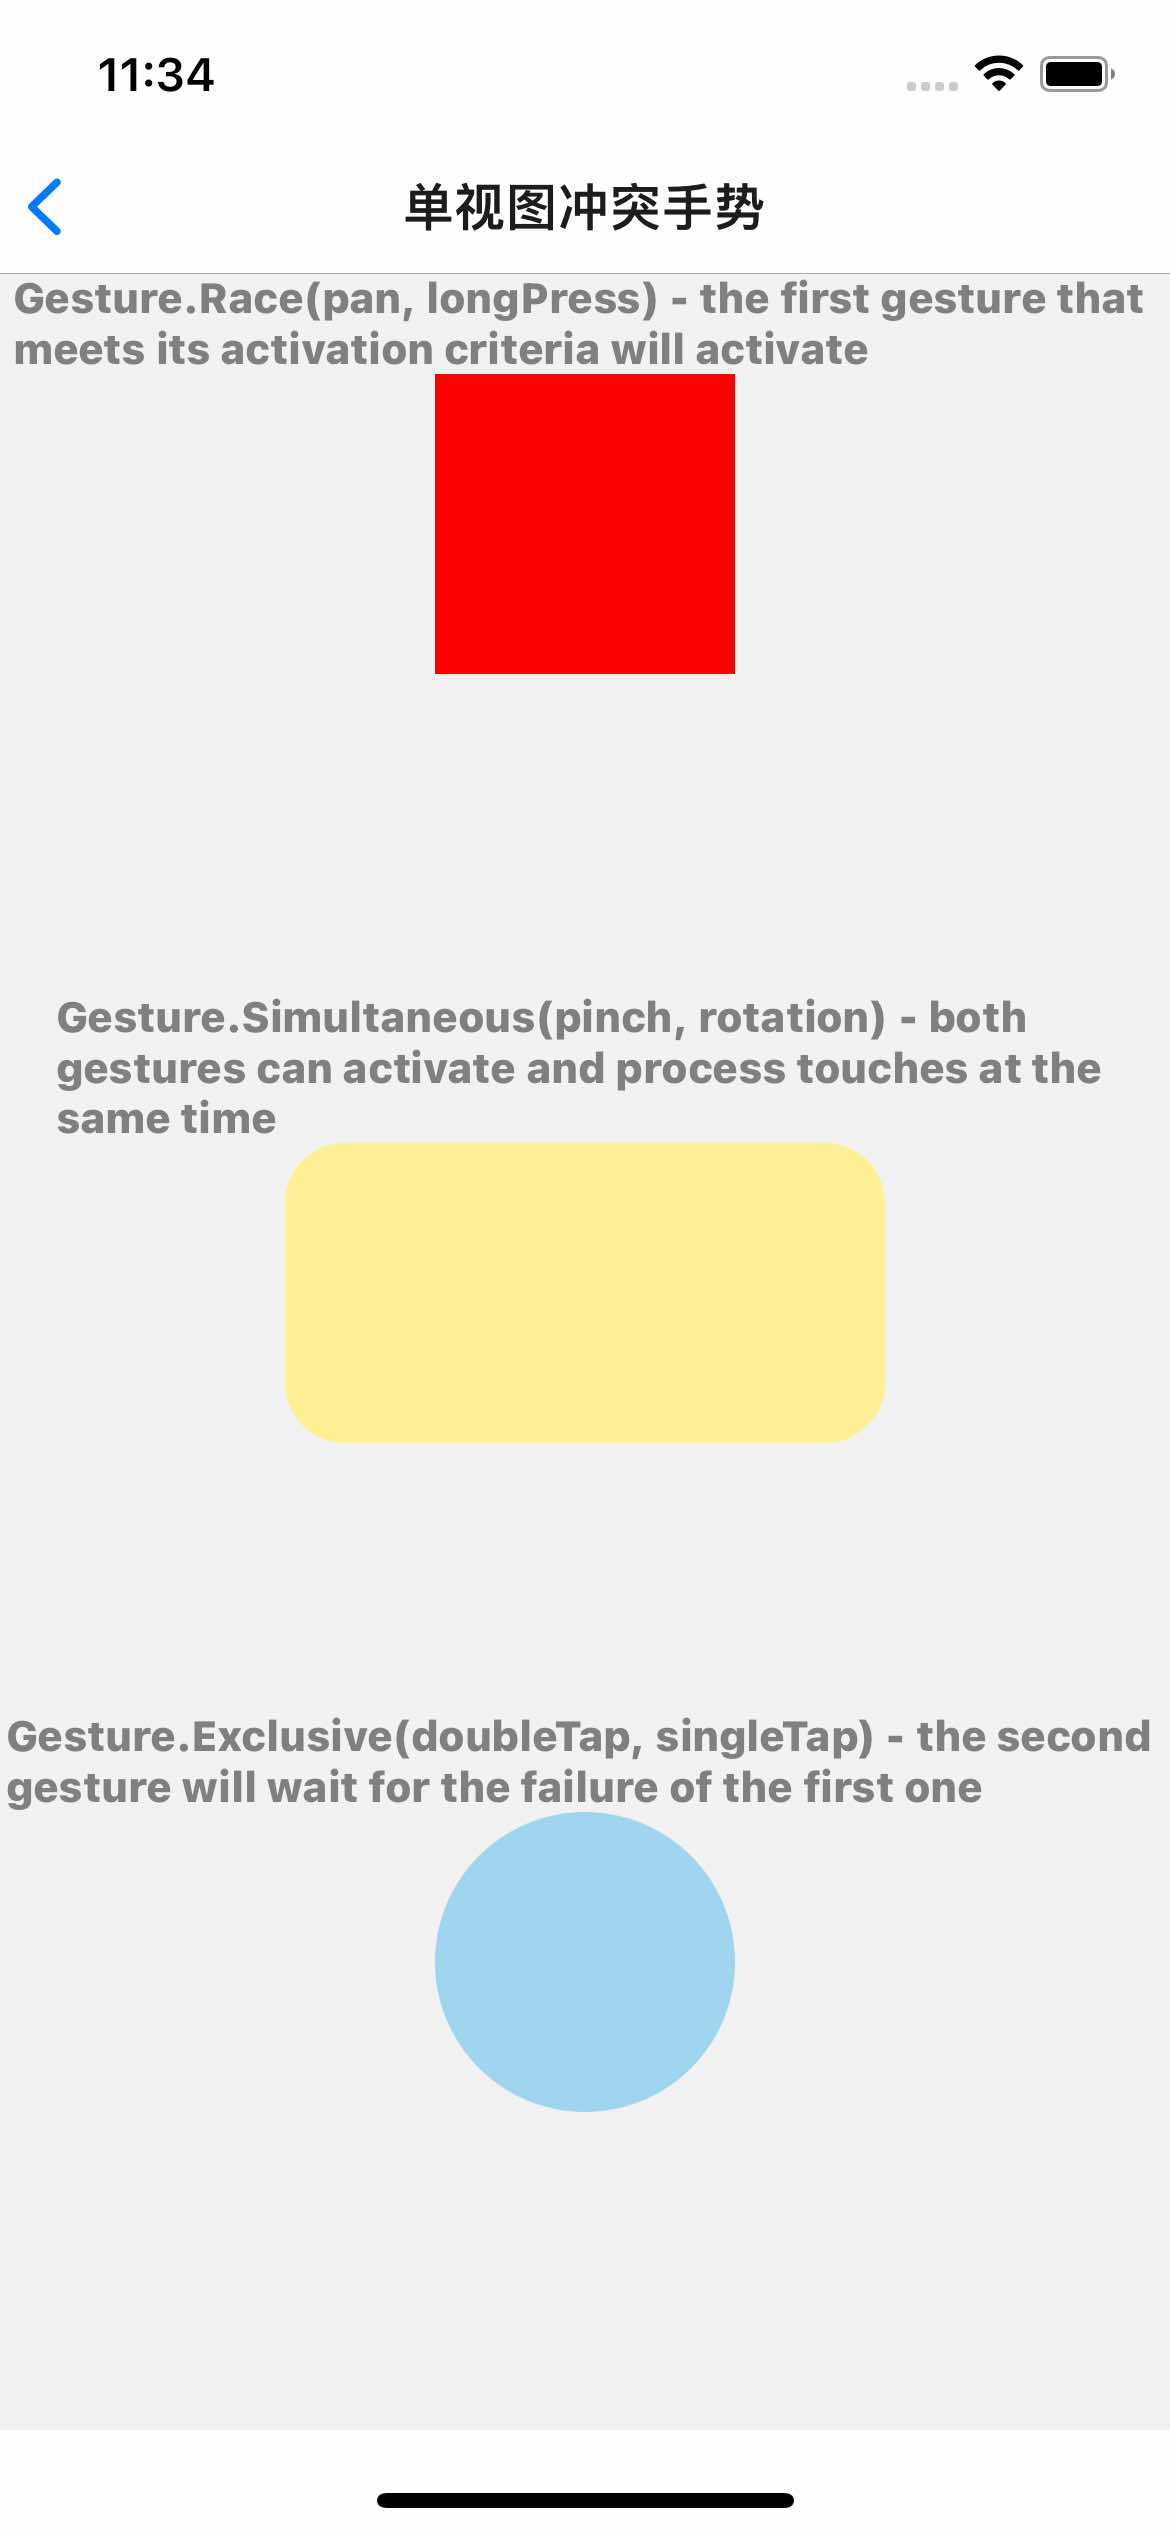 11:34
单视图冲突手势
Gesture.Race(pan, longPress) - the first gesture that
meets its activation criteria will activate
Gesture.Simultaneous(pinch, rotation) - both
gestures can activate and process touches at the
same time
Gesture.Exclusive(doubleTap, singleTap) - the second
gesture will wait for the failure of the first one